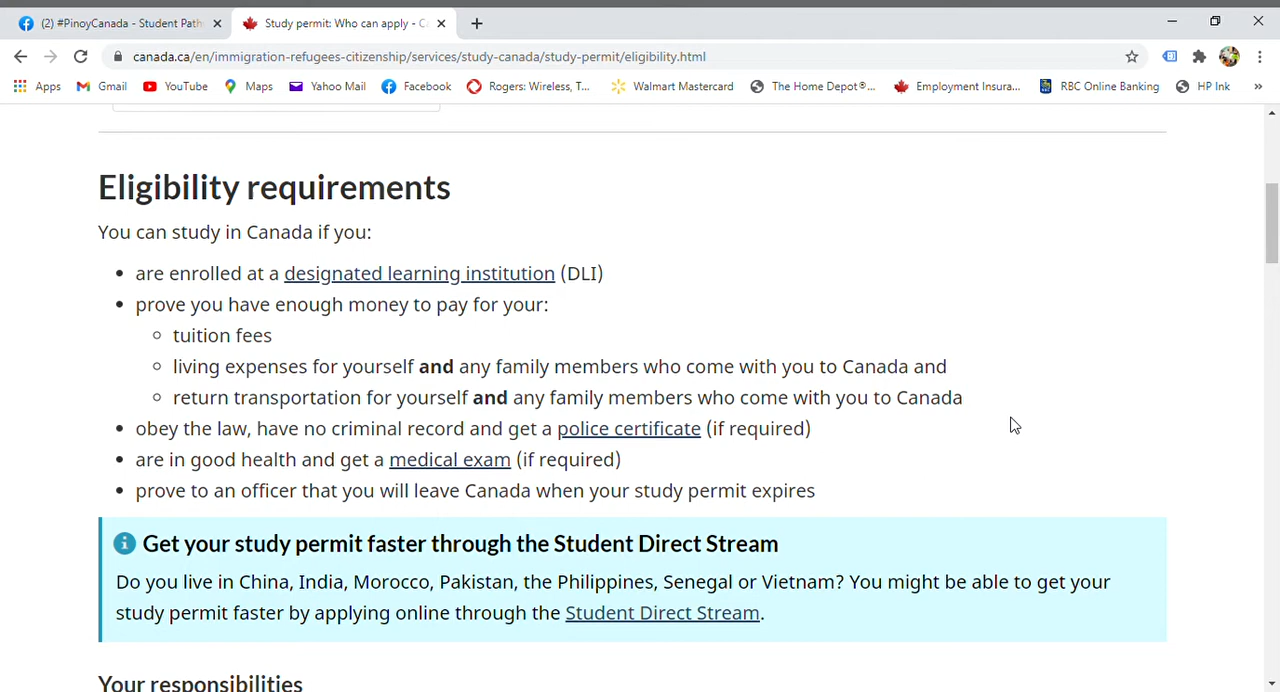 (2) #PinoyCanada - Student Path
Study permit: Who can apply - C
canada.ca/en/immigration-refugees-citizenship/services/study-canada/study-permit/eligibility.html
Apps Gmail YouTube Maps Yahoo Mail Facebook Rogers: Wireless, T... Walmart Mastercard The Home Depot®... Employment Insura... RBC Online Banking HP Ink »
Eligibility requirements
You can study in Canada if you:
• are enrolled at a designated learning institution (DLI)
• prove you have enough money to pay for your:
○ tuition fees
○ living expenses for yourself and any family members who come with you to Canada and
○ return transportation for yourself and any family members who come with you to Canada
• obey the law, have no criminal record and get a police certificate (if required)
• are in good health and get a medical exam (if required)
• prove to an officer that you will leave Canada when your study permit expires
Get your study permit faster through the Student Direct Stream
Do you live in China, India, Morocco, Pakistan, the Philippines, Senegal or Vietnam? You might be able to get your
study permit faster by applying online through the Student Direct Stream.
Your responsibilities